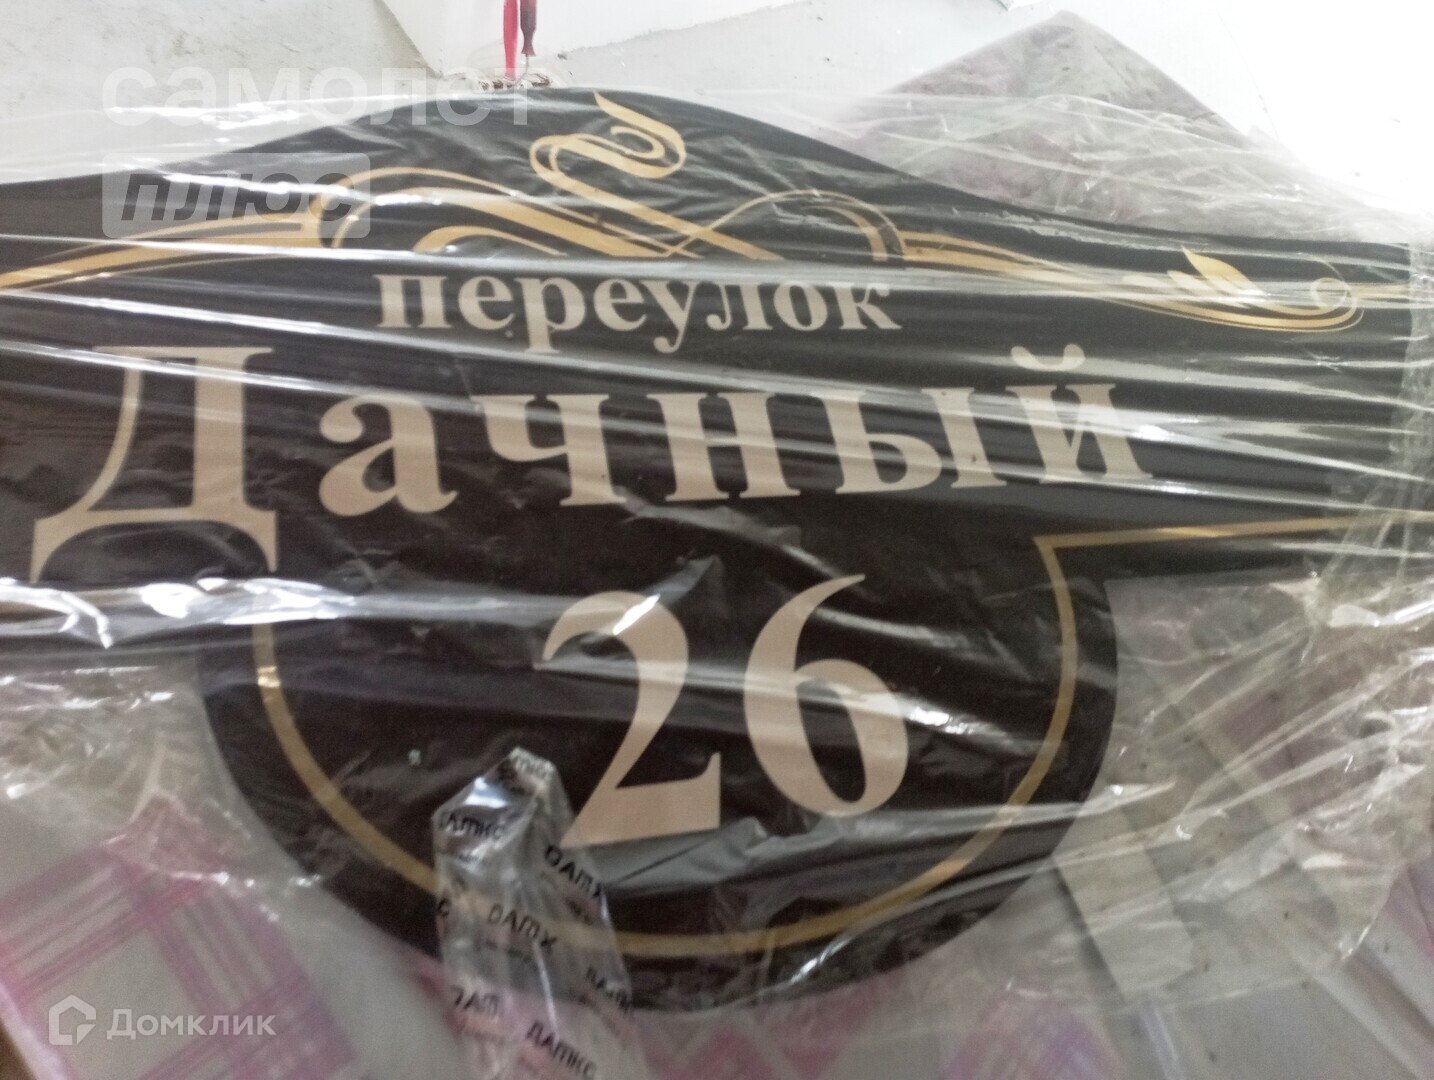 самолет
плюс
переулок
Дачный
26
Домклик